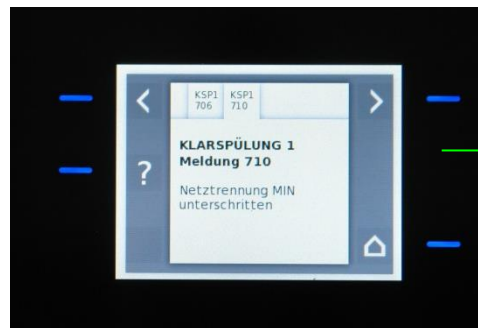 KSP1 KSP1
706 710
KLARSPÜLUNG 1
Meldung 710
Netztrennung MIN
unterschritten
?